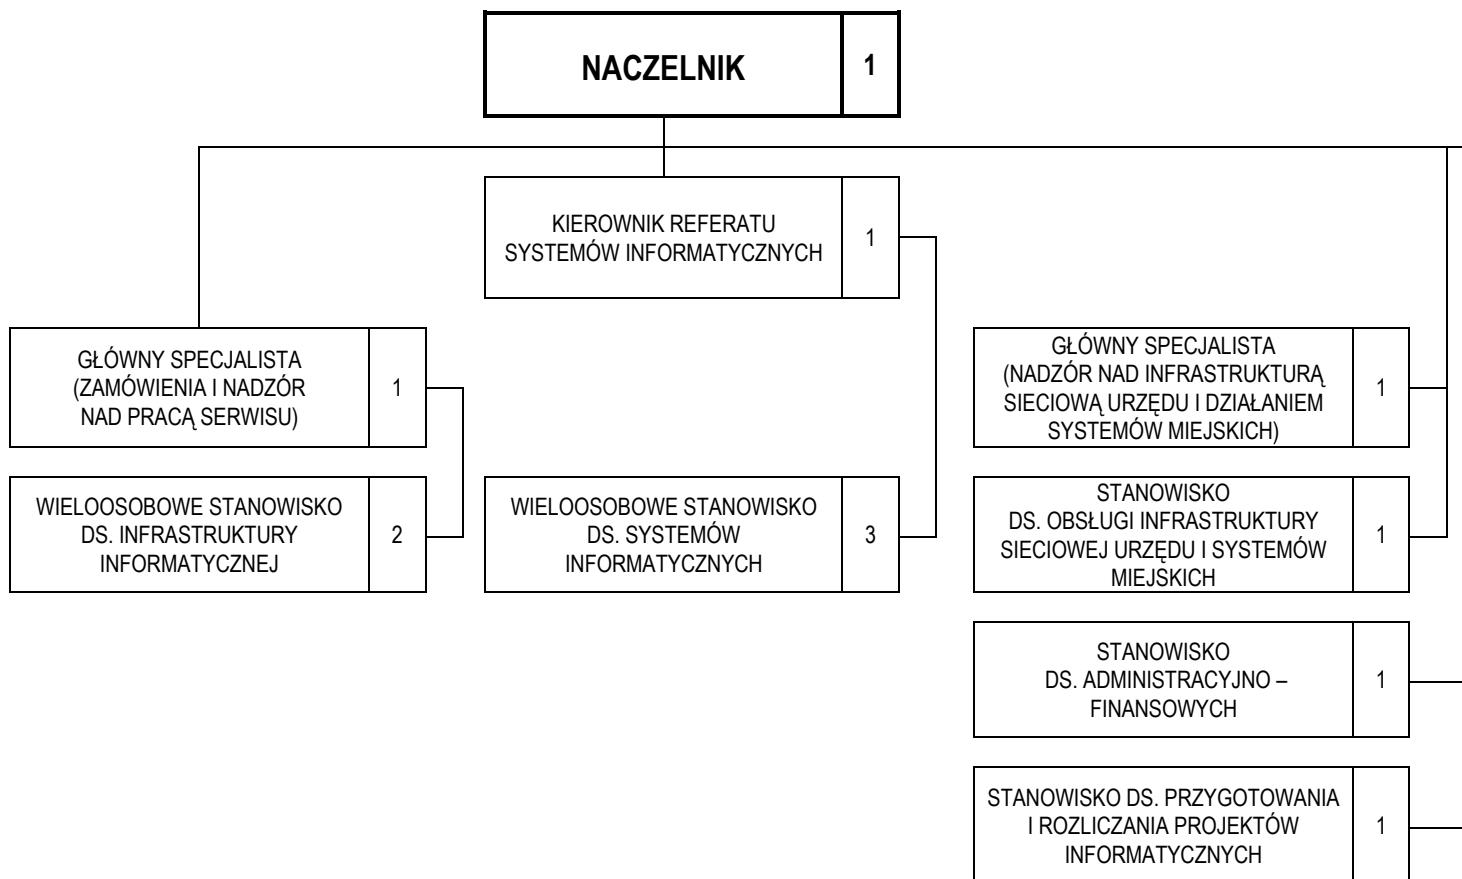 NACZELNIK
1
KIEROWNIK REFERATU
SYSTEMÓW INFORMATYCZNYCH
1
GŁÓWNY SPECJALISTA
(ZAMÓWIENIA I NADZÓR
NAD PRACĄ SERWISU)
1
GŁÓWNY SPECJALISTA
(NADZÓR NAD INFRASTRUKTURĄ
SIECIOWĄ URZĘDU I DZIAŁANIEM
SYSTEMÓW MIEJSKICH)
1
WIELOOSOBOWE STANOWISKO
DS. INFRASTRUKTURY
INFORMATYCZNEJ
2
WIELOOSOBOWE STANOWISKO
DS. SYSTEMÓW
INFORMATYCZNYCH
3
STANOWISKO
DS. OBSŁUGI INFRASTRUKTURY
SIECIOWEJ URZĘDU I SYSTEMÓW
MIEJSKICH
1
STANOWISKO
DS. ADMINISTRACYJNO –
FINANSOWYCH
1
STANOWISKO DS. PRZYGOTOWANIA
I ROZLICZANIA PROJEKTÓW
INFORMATYCZNYCH
1